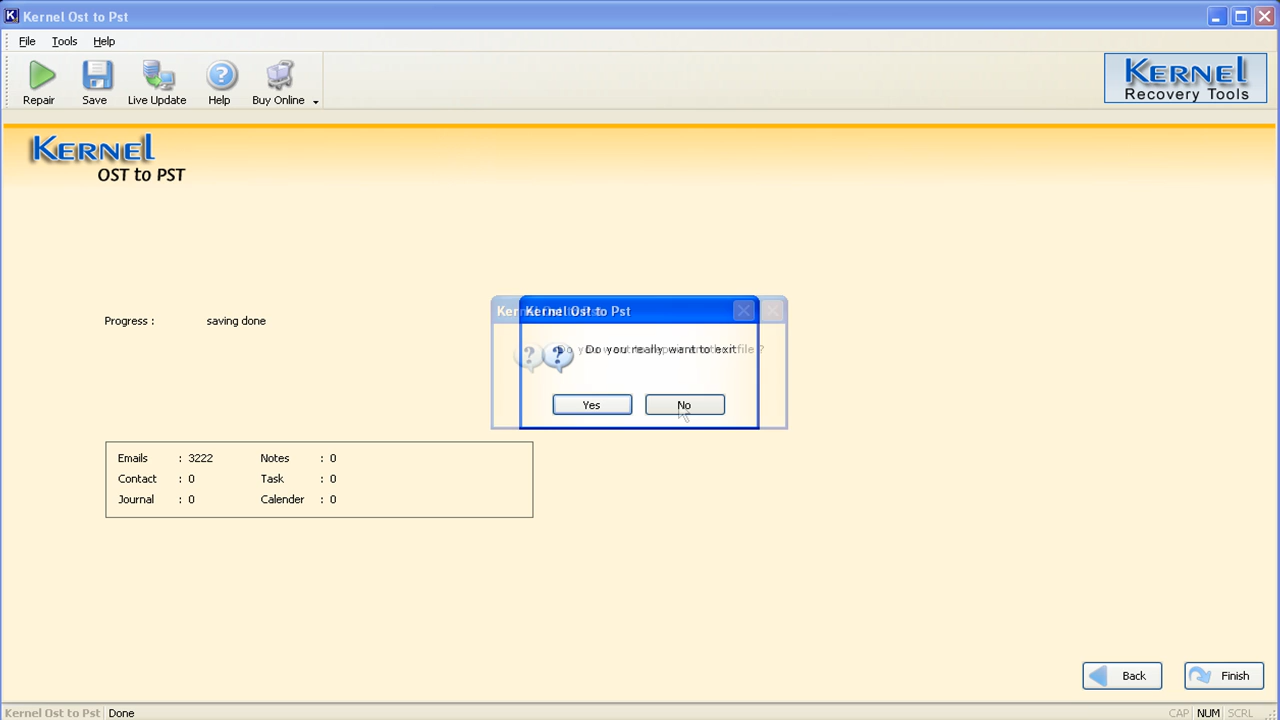 Kernel Ost to Pst
File Tools Help
Repair Save Live Update Help Buy Online
KERNEL
Recovery Tools
KERNEL
OST to PST
Kernel Ost to Pst
Progress : saving done
Do you really want to exit
Yes No
Emails : 3222 Notes : 0
Contact : 0 Task : 0
Journal : 0 Calender : 0
Back Finish
Kernel Ost to Pst Done CAP NUM SCRL